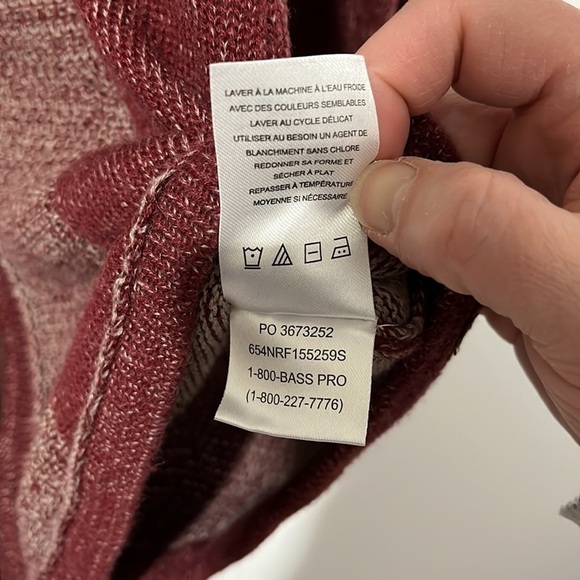 LAVER À LA MACHINE À L'EAU FROIDE
AVEC DES COULEURS SEMBLABLES
LAVER AU CYCLE DÉLICAT
UTILISER AU BESOIN UN AGENT DE
BLANCHIMENT SANS CHLORE
REDONNER SA FORME ET
SÉCHER À PLAT
REPASSER À TEMPÉRATURE
MOYENNE SI NÉCESSAIRE
PO 3673252
654NRF155259S
1-800-BASS PRO
(1-800-227-7776)